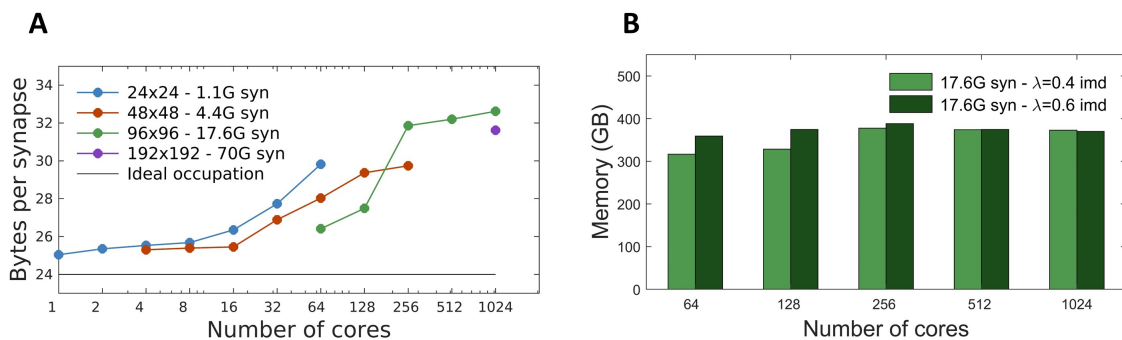 A
Bytes per synapse
34
32
30
28
26
24
24x24 - 1.1G syn
48x48 - 4.4G syn
96x96 - 17.6G syn
192x192 - 70G syn
Ideal occupation
1 2 4 8 16 32 64 128 256 512 1024
Number of cores
B
Memory (GB)
500
400
300
200
100
0
17.6G syn - λ=0.4 imd
17.6G syn - λ=0.6 imd
64 128 256 512 1024
Number of cores